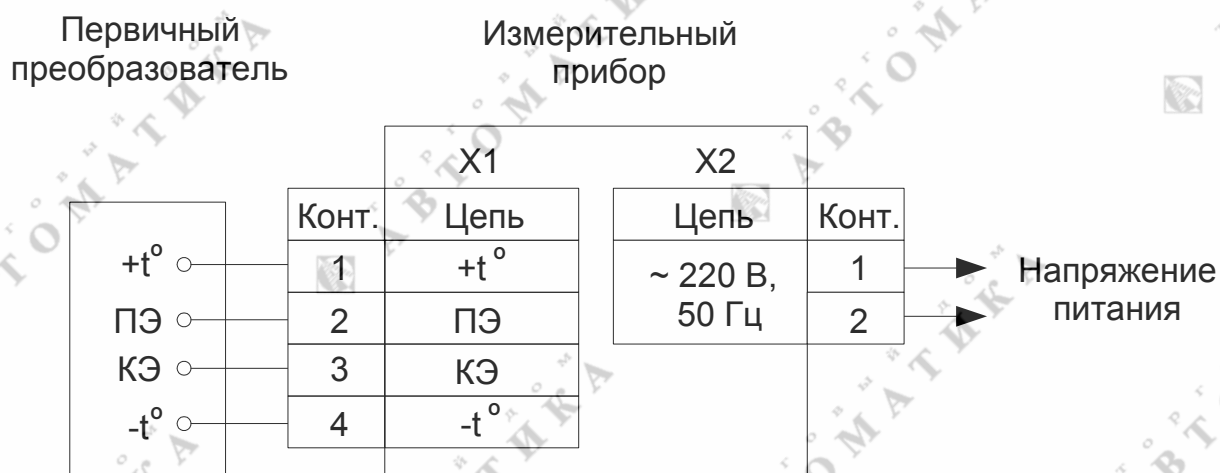 Первичный
преобразователь
Измерительный
прибор
X1
X2
Конт.
Цепь
Цепь
Конт.
+t°
1
+t°
~ 220 В,
50 Гц
1
Напряжение
питания
ПЭ
2
ПЭ
2
КЭ
3
КЭ
-t°
4
-t°